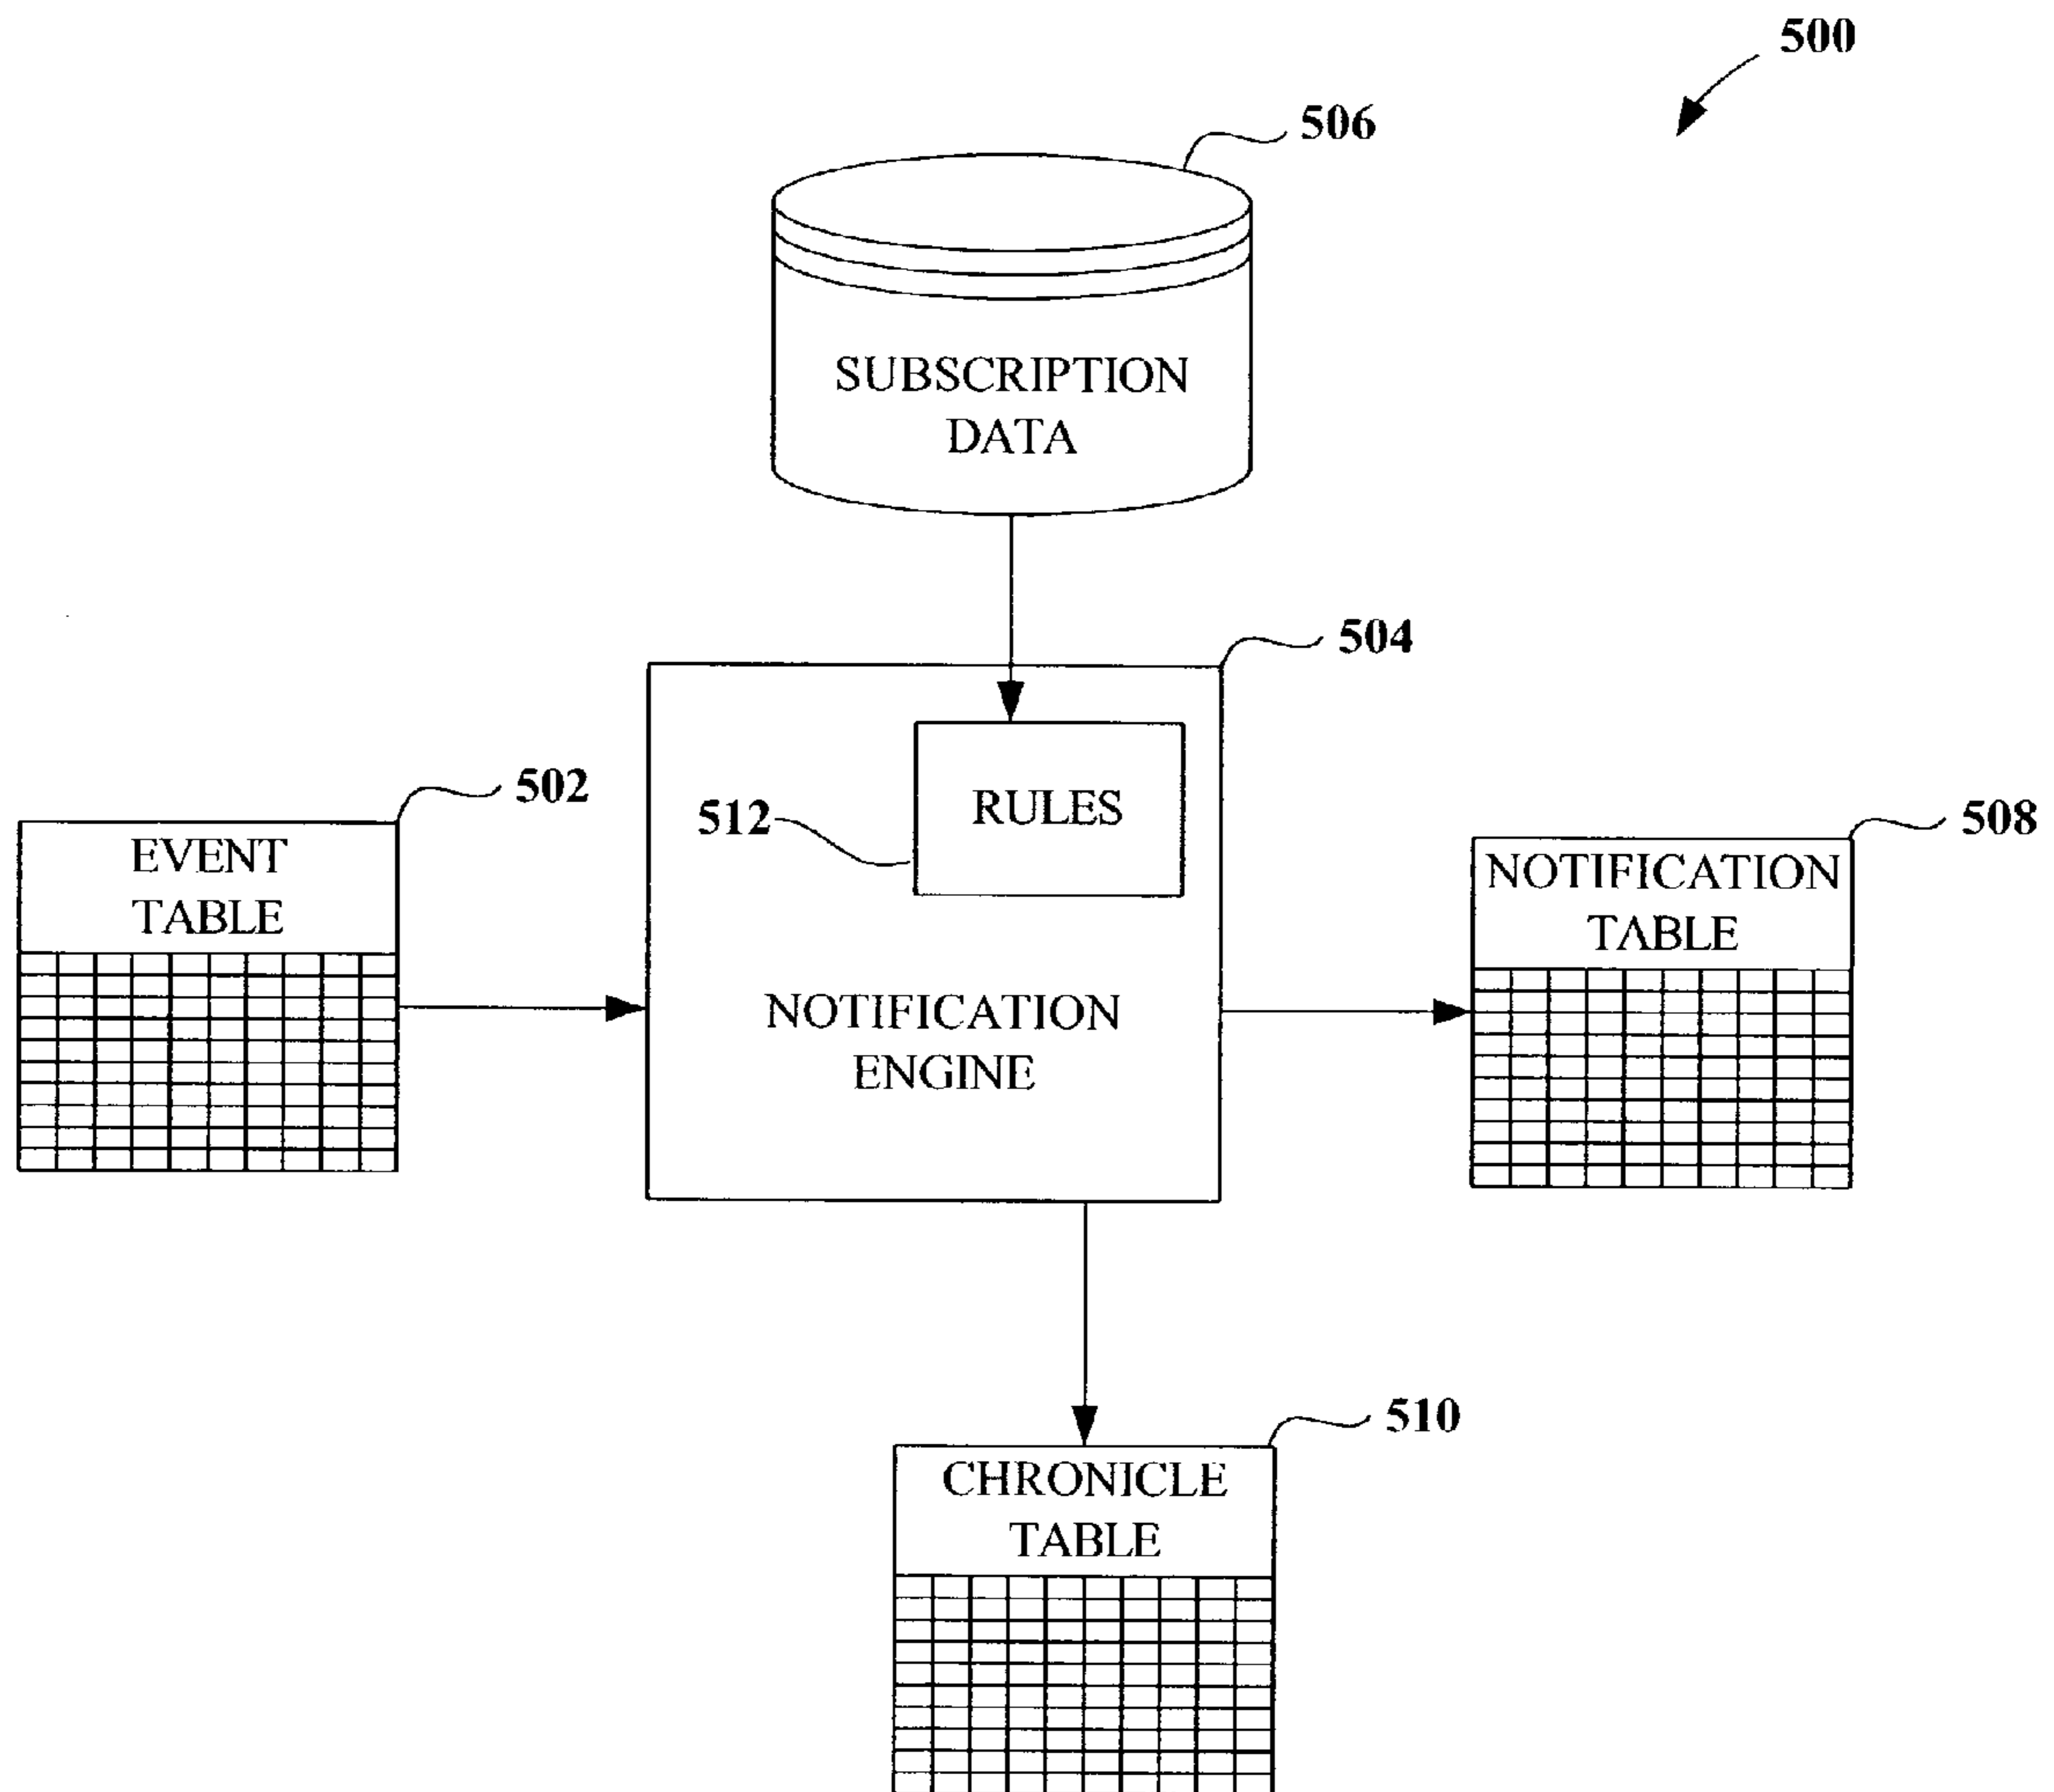 500
506
SUBSCRIPTION
DATA
504
502
512
RULES
508
EVENT
TABLE
NOTIFICATION
TABLE
NOTIFICATION
ENGINE
510
CHRONICLE
TABLE